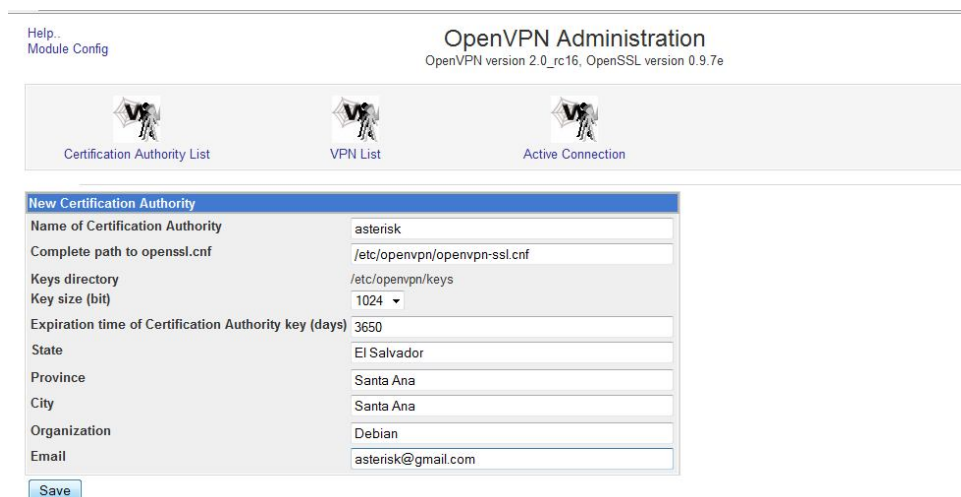 Help..
Module Config
OpenVPN Administration
OpenVPN version 2.0_rc16, OpenSSL version 0.9.7e
Certification Authority List
VPN List
Active Connection
New Certification Authority
Name of Certification Authority asterisk
Complete path to openssl.cnf /etc/openvpn/openvpn-ssl.cnf
Keys directory /etc/openvpn/keys
Key size (bit) 1024
Expiration time of Certification Authority key (days) 3650
State El Salvador
Province Santa Ana
City Santa Ana
Organization Debian
Email asterisk@gmail.com
Save